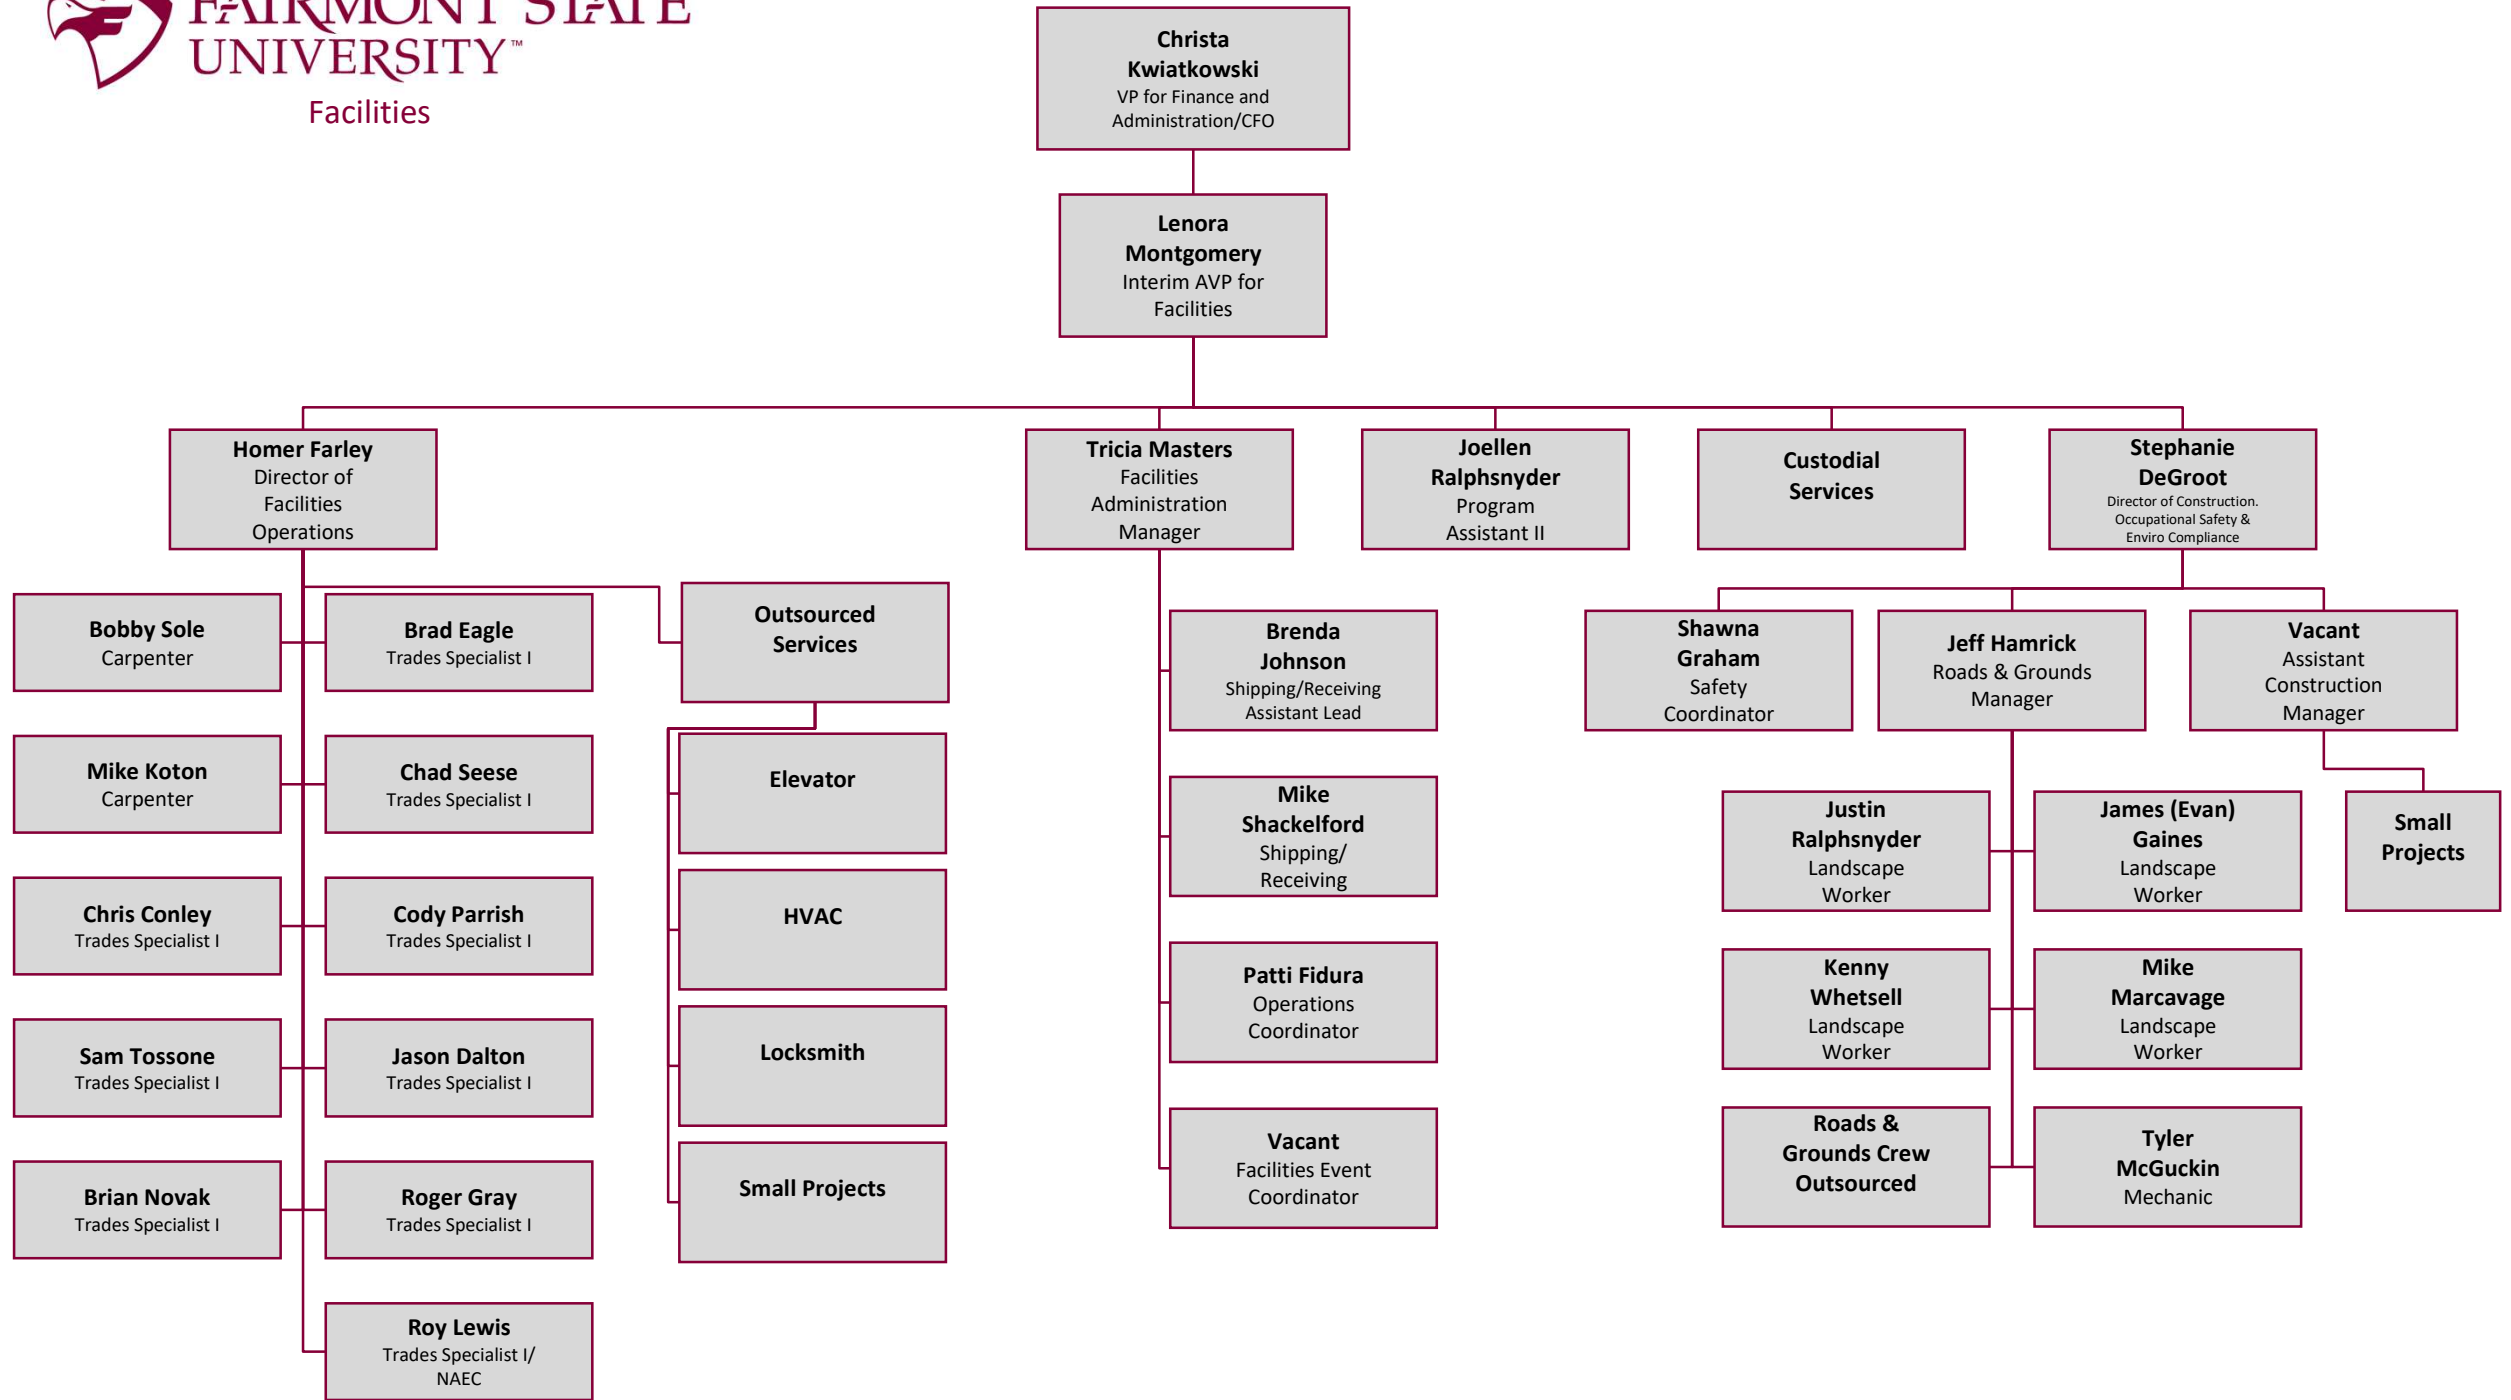 FAIRMONT STATE
UNIVERSITY™
Facilities
Christa
Kwiatkowski
VP for Finance and
Administration/CFO
Lenora
Montgomery
Interim AVP for
Facilities
Homer Farley
Director of
Facilities
Operations
Tricia Masters
Facilities
Administration
Manager
Joellen
Ralphsnyder
Program
Assistant II
Custodial
Services
Stephanie
DeGroot
Director of Construction.
Occupational Safety &
Enviro Compliance
Bobby Sole
Carpenter
Brad Eagle
Trades Specialist I
Mike Koton
Carpenter
Chad Seese
Trades Specialist I
Chris Conley
Trades Specialist I
Cody Parrish
Trades Specialist I
Sam Tossone
Trades Specialist I
Jason Dalton
Trades Specialist I
Brian Novak
Trades Specialist I
Roger Gray
Trades Specialist I
Roy Lewis
Trades Specialist I/
NAEC
Outsourced
Services
Elevator
HVAC
Locksmith
Small Projects
Brenda
Johnson
Shipping/Receiving
Assistant Lead
Mike
Shackelford
Shipping/
Receiving
Patti Fidura
Operations
Coordinator
Vacant
Facilities Event
Coordinator
Shawna
Graham
Safety
Coordinator
Jeff Hamrick
Roads & Grounds
Manager
Vacant
Assistant
Construction
Manager
Justin
Ralphsnyder
Landscape
Worker
James (Evan)
Gaines
Landscape
Worker
Small
Projects
Kenny
Whetsell
Landscape
Worker
Mike
Marcavage
Landscape
Worker
Roads &
Grounds Crew
Outsourced
Tyler
McGuckin
Mechanic